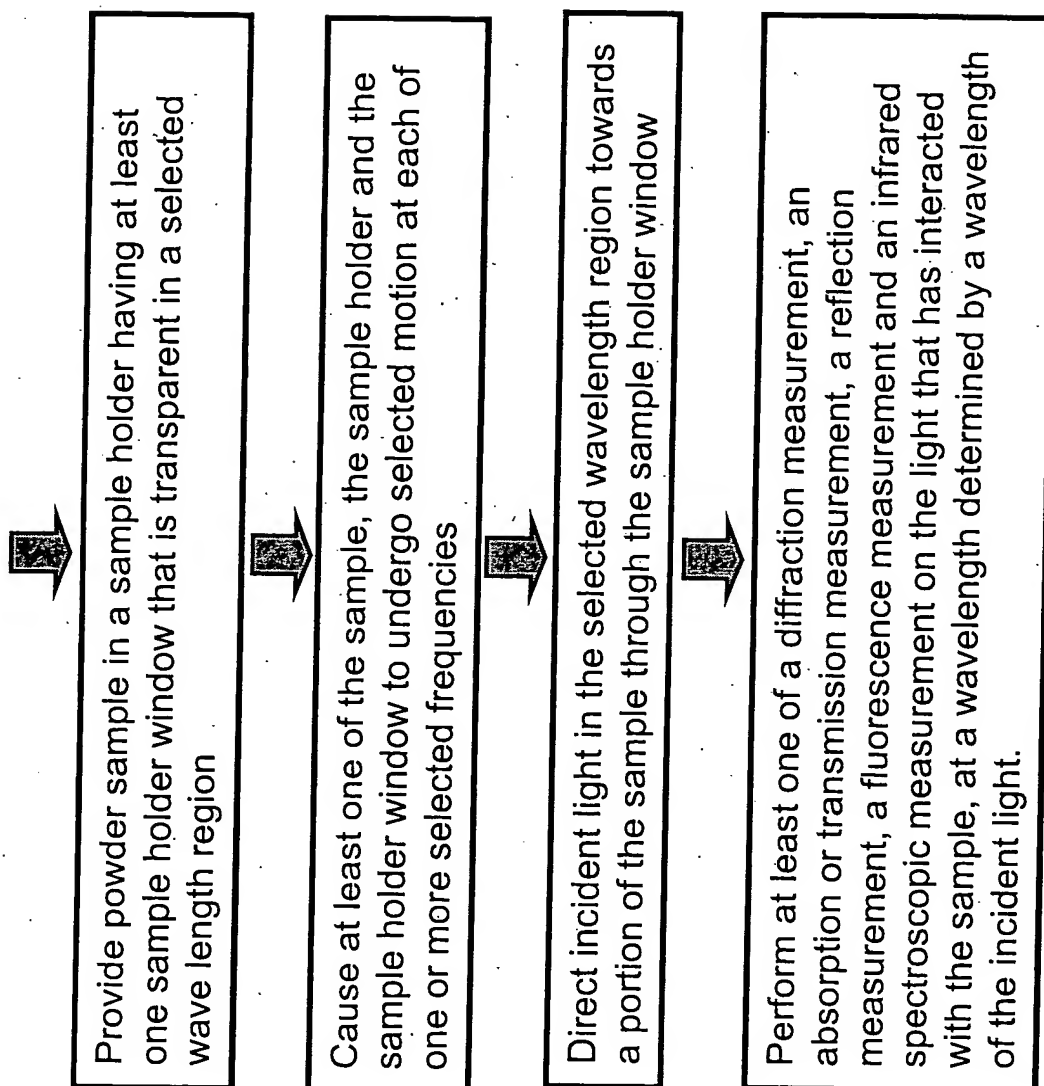 Provide powder sample in a sample holder having at least
one sample holder window that is transparent in a selected
wave length region
Cause at least one of the sample, the sample holder and the
sample holder window to undergo selected motion at each of
one or more selected frequencies
Direct incident light in the selected wavelength region towards
a portion of the sample through the sample holder window
Perform at least one of a diffraction measurement, an
absorption or transmission measurement, a reflection
measurement, a fluorescence measurement and an infrared
spectroscopic measurement on the light that has interacted
with the sample, at a wavelength determined by a wavelength
of the incident light.